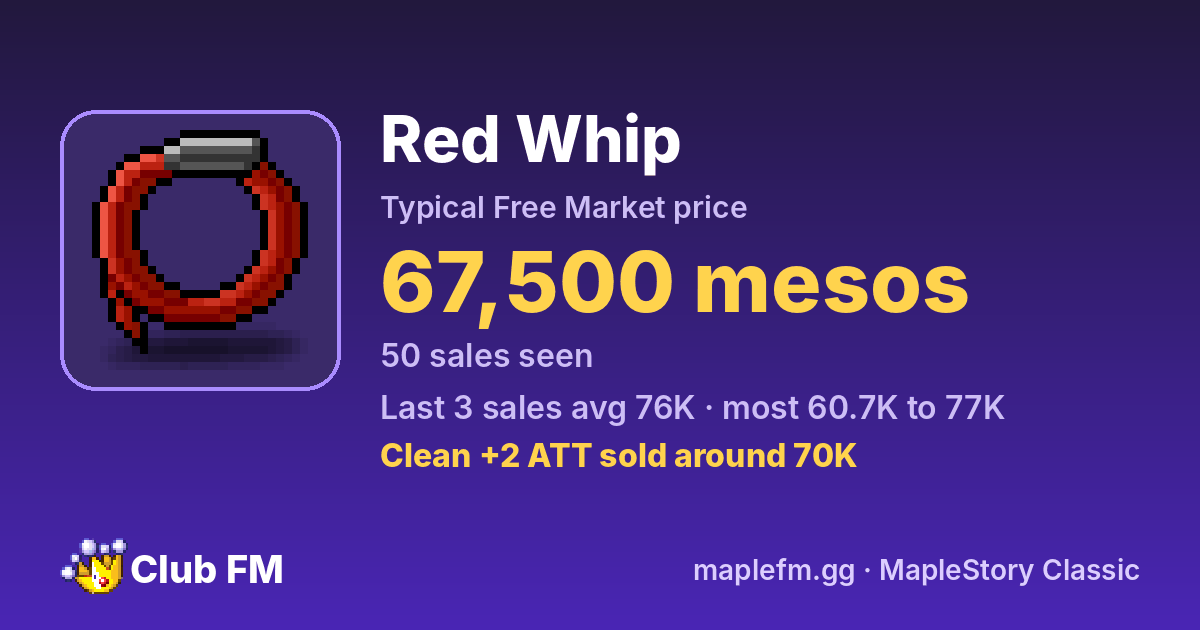 Red Whip
Typical Free Market price
67,500 mesos
50 sales seen
Last 3 sales avg 76K · most 60.7K to 77K
Clean +2 ATT sold around 70K
Club FM
maplefm.gg · MapleStory Classic